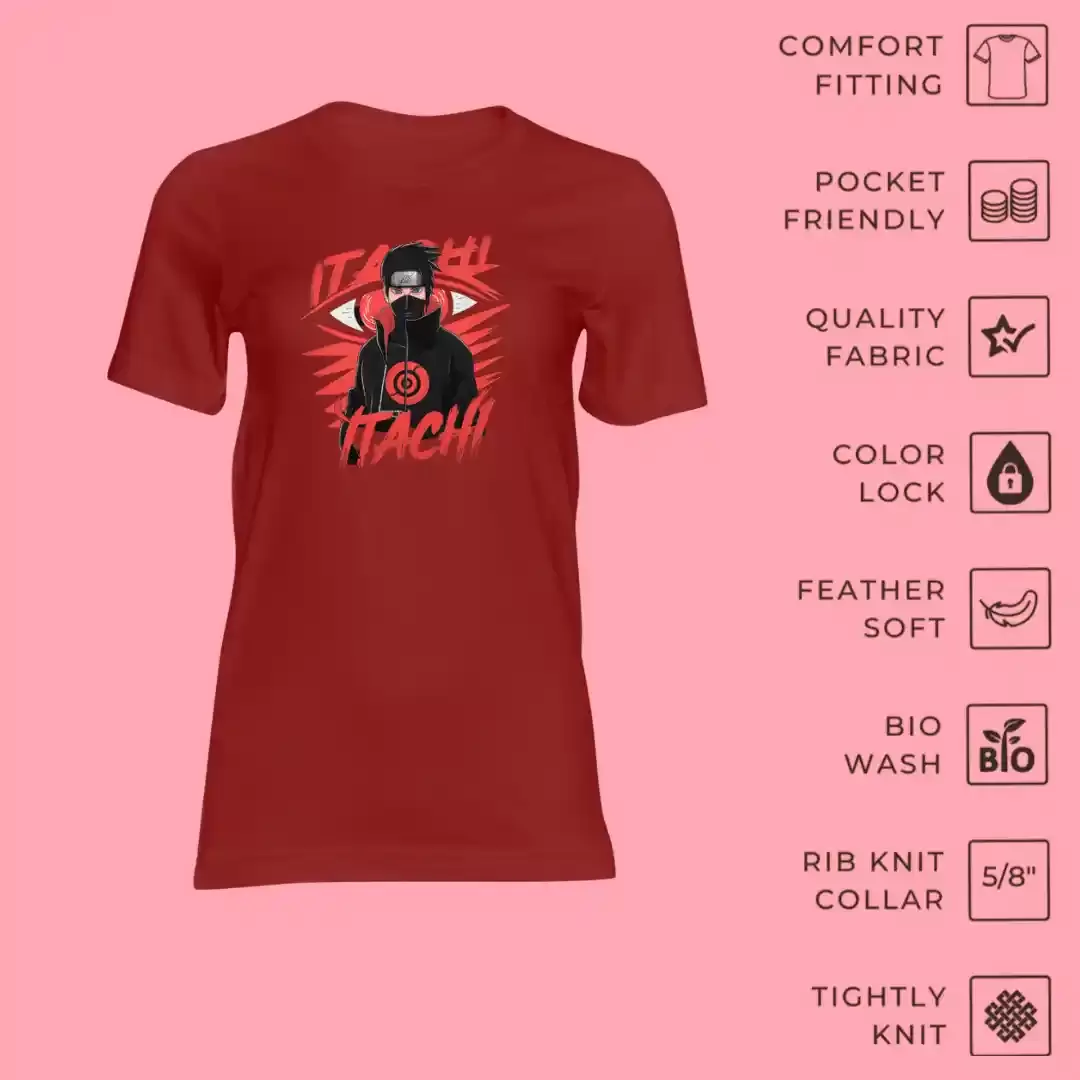 ITACHI
ITACHI
COMFORT
FITTING
POCKET
FRIENDLY
QUALITY
FABRIC
COLOR
LOCK
FEATHER
SOFT
BIO
WASH
BIO
RIB KNIT
COLLAR
5/8"
TIGHTLY
KNIT